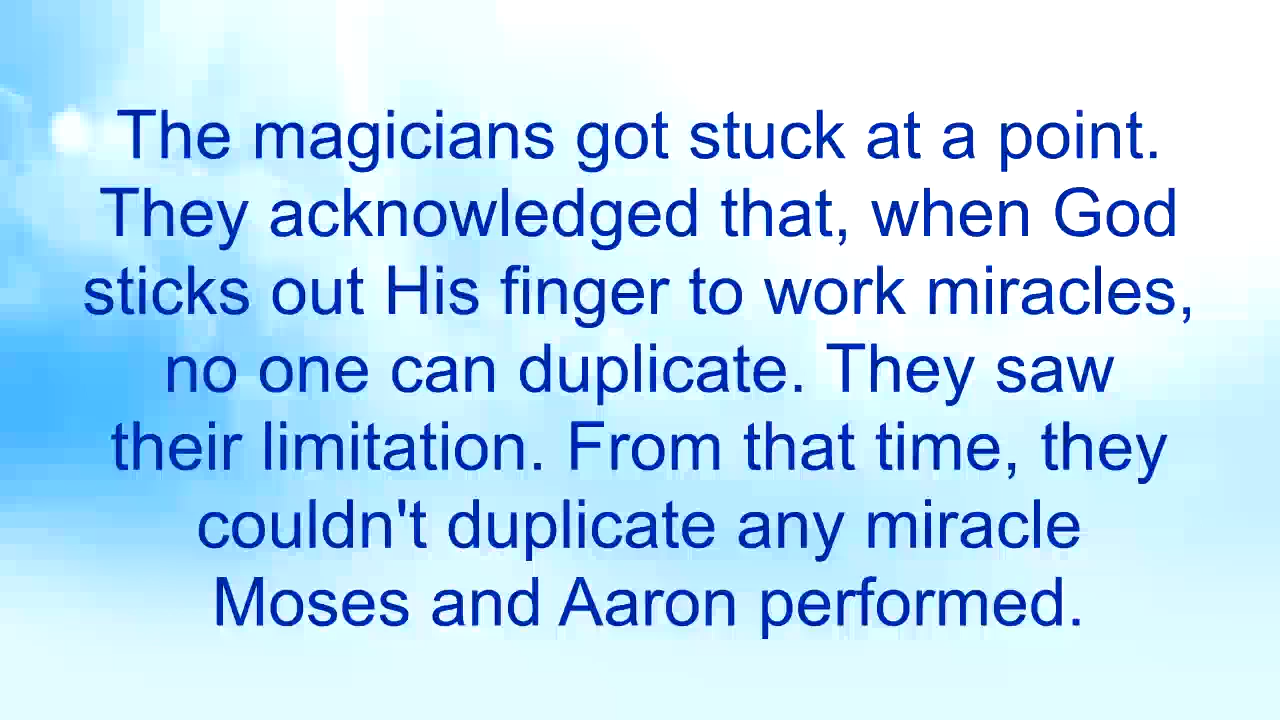 The magicians got stuck at a point.
They acknowledged that, when God
sticks out His finger to work miracles,
no one can duplicate. They saw
their limitation. From that time, they
couldn't duplicate any miracle
Moses and Aaron performed.